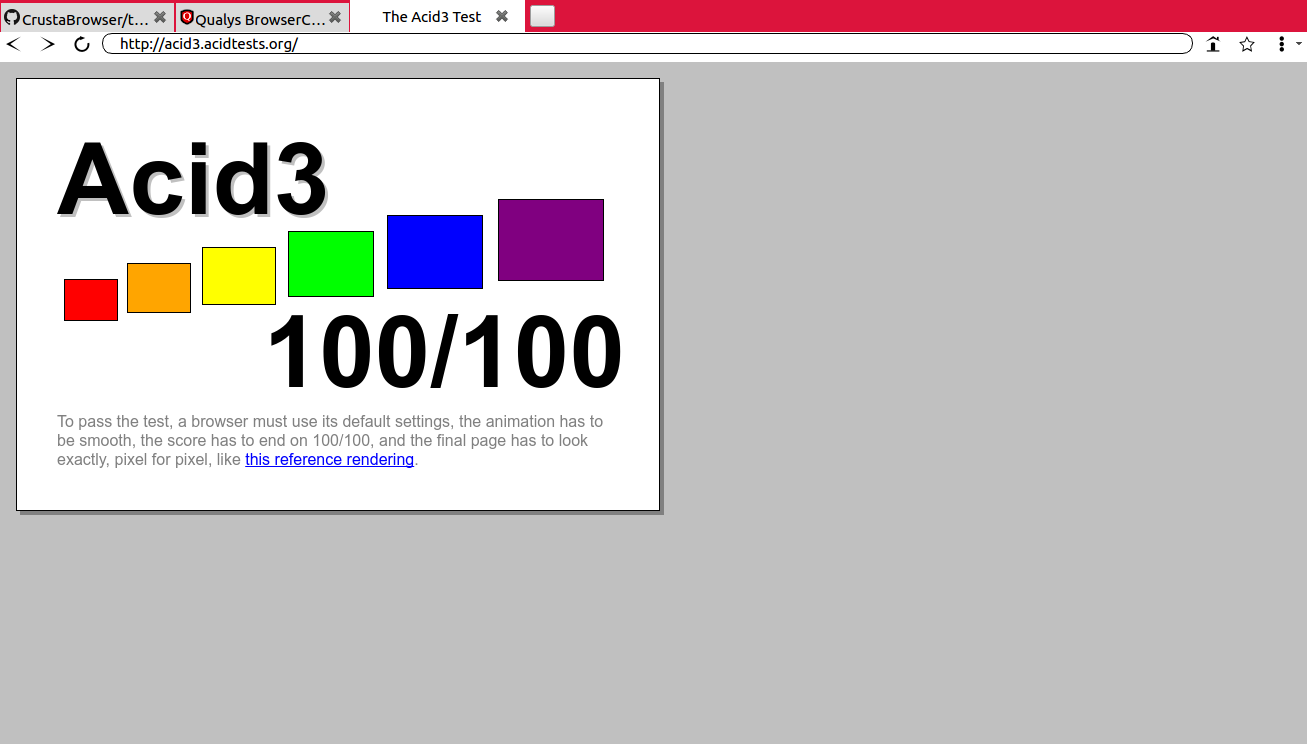 CrustaBrowser/t... Qualys BrowserC... The Acid3 Test
http://acid3.acidtests.org/
Acid3
100/100
To pass the test, a browser must use its default settings, the animation has to
be smooth, the score has to end on 100/100, and the final page has to look
exactly, pixel for pixel, like this reference rendering.